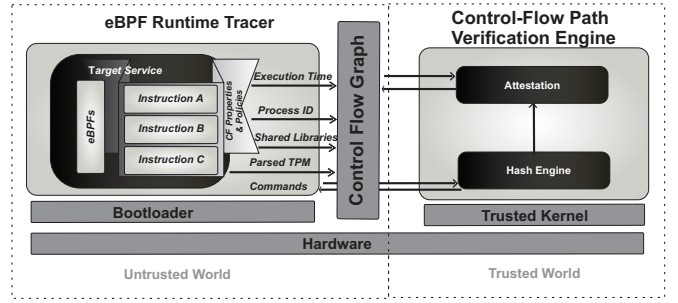 eBPF Runtime Tracer
Control-Flow Path
Verification Engine
Target Service
eBPFs
Instruction A
Instruction B
Instruction C
CF Properties
& Policies
Execution Time
Process ID
Shared Libraries
Parsed TPM
Commands
Control Flow Graph
Attestation
Hash Engine
Bootloader
Trusted Kernel
Hardware
Untrusted World
Trusted World